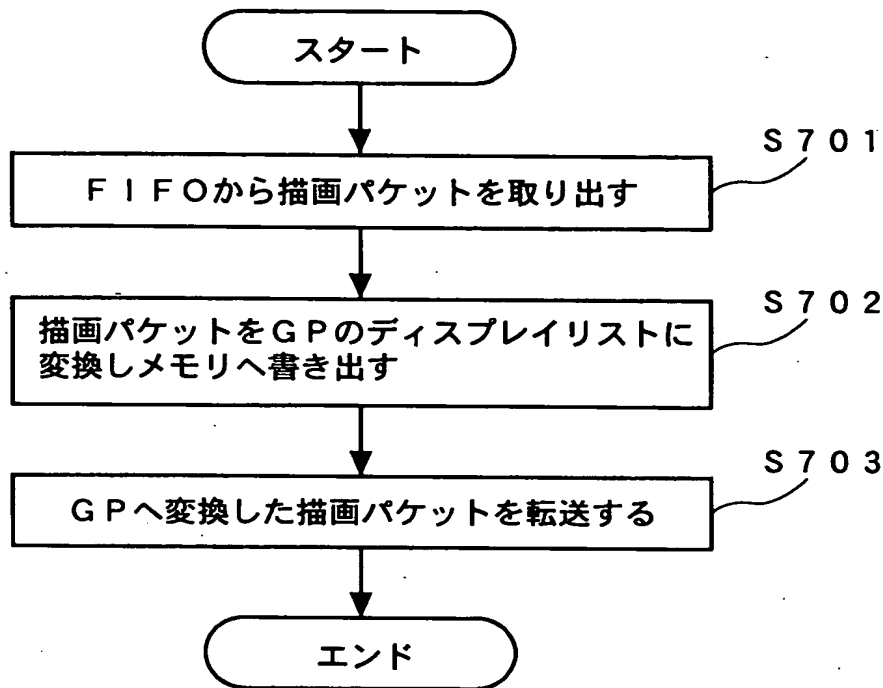 スタート
S701
FIFOから描画パケットを取り出す
S702
描画パケットをGPのディスプレイリストに
変換しメモリへ書き出す
S703
GPへ変換した描画パケットを転送する
エンド